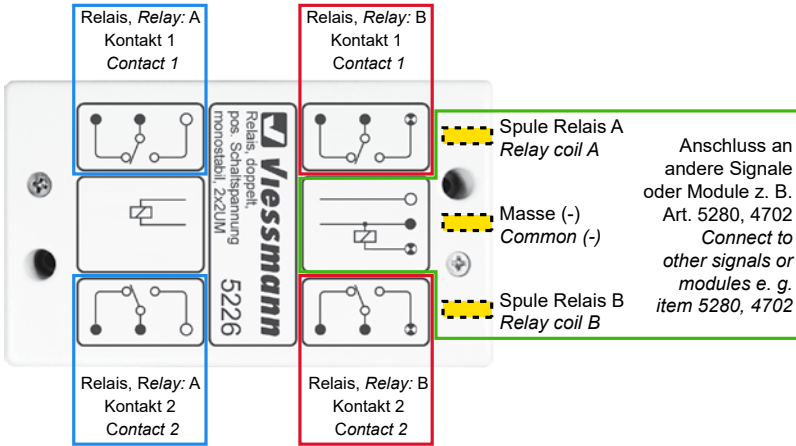 Relais, Relay: A
Kontakt 1
Contact 1
Relais, Relay: B
Kontakt 1
Contact 1
Relais, doppelt,
pos. Schaltspannung
monostabil, 2x2UM
Viessmann
5226
Spule Relais A
Relay coil A
Masse (-)
Common (-)
Spule Relais B
Relay coil B
Anschluss an
andere Signale
oder Module z. B.
Art. 5280, 4702
Connect to
other signals or
modules e. g.
item 5280, 4702
Relais, Relay: A
Kontakt 2
Contact 2
Relais, Relay: B
Kontakt 2
Contact 2